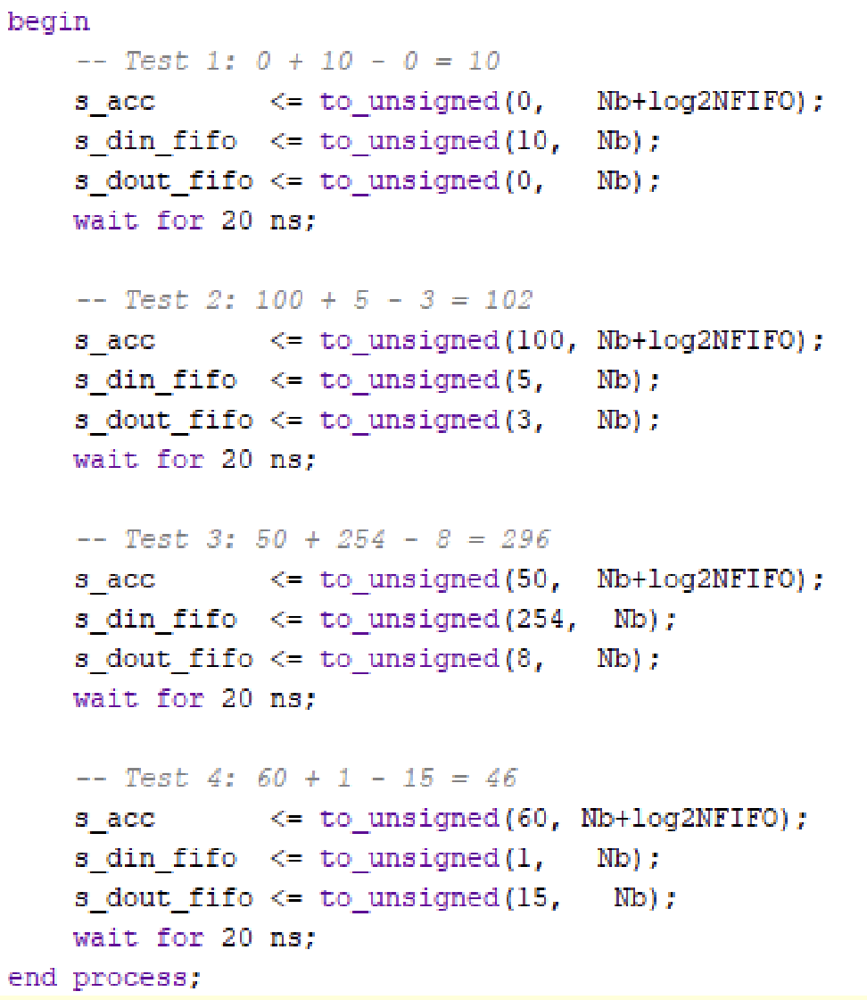 begin
    -- Test 1: 0 + 10 - 0 = 10
    s_acc       <= to_unsigned(0,   Nb+log2NFIFO);
    s_din_fifo  <= to_unsigned(10,  Nb);
    s_dout_fifo <= to_unsigned(0,   Nb);
    wait for 20 ns;

    -- Test 2: 100 + 5 - 3 = 102
    s_acc       <= to_unsigned(100, Nb+log2NFIFO);
    s_din_fifo  <= to_unsigned(5,   Nb);
    s_dout_fifo <= to_unsigned(3,   Nb);
    wait for 20 ns;

    -- Test 3: 50 + 254 - 8 = 296
    s_acc       <= to_unsigned(50,  Nb+log2NFIFO);
    s_din_fifo  <= to_unsigned(254,  Nb);
    s_dout_fifo <= to_unsigned(8,   Nb);
    wait for 20 ns;

    -- Test 4: 60 + 1 - 15 = 46
    s_acc       <= to_unsigned(60, Nb+log2NFIFO);
    s_din_fifo  <= to_unsigned(1,   Nb);
    s_dout_fifo <= to_unsigned(15,   Nb);
    wait for 20 ns;
end process;